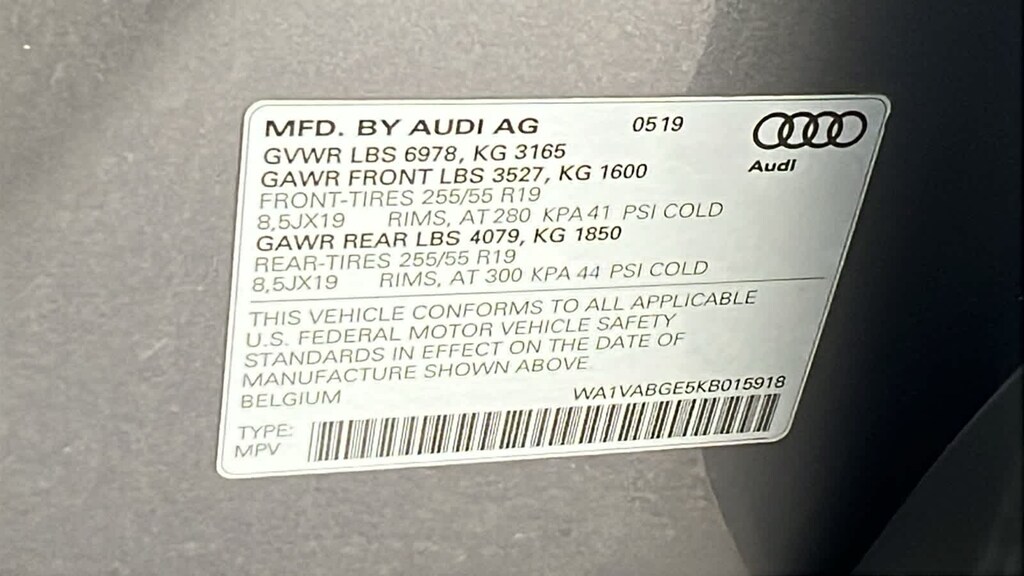 MFD. BY AUDI AG 0519
Audi
GVWR LBS 6978, KG 3165
GAWR FRONT LBS 3527, KG 1600
FRONT-TIRES 255/55 R19
8,5JX19 RIMS, AT 280 KPA 41 PSI COLD
GAWR REAR LBS 4079, KG 1850
REAR-TIRES 255/55 R19
8,5JX19 RIMS, AT 300 KPA 44 PSI COLD
THIS VEHICLE CONFORMS TO ALL APPLICABLE
U.S. FEDERAL MOTOR VEHICLE SAFETY
STANDARDS IN EFFECT ON THE DATE OF
MANUFACTURE SHOWN ABOVE
BELGIUM WA1VABGE5KB015918
TYPE:
MPV